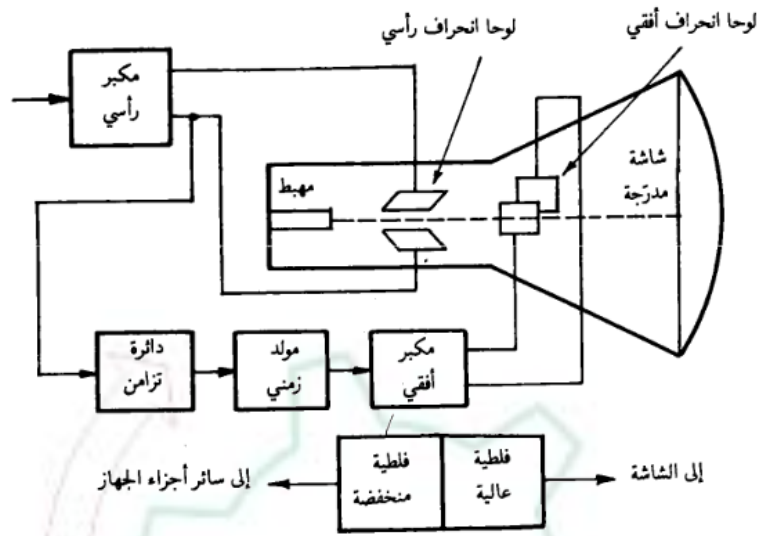 لوحا انحراف رأسي
لوحا انحراف أفقي
مكبر
رأسي
شاشة
مدرّجة
مهبط
دائرة
تزامن
مولد
زمني
مكبر
أفقي
فلطية
عالية
فلطية
منخفضة
إلى الشاشة
إلى سائر أجزاء الجهاز